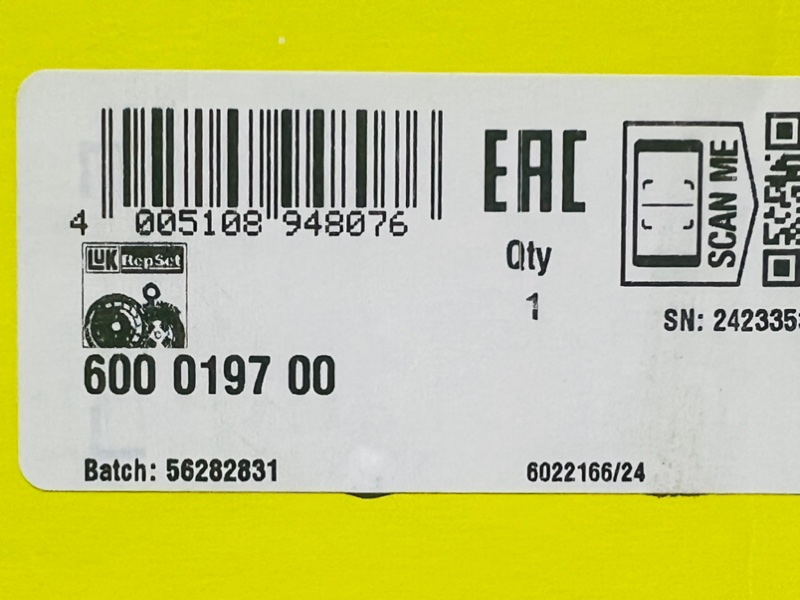 4 005108 948076
EAC
SCAN ME
LUK RepSet
Qty
1
SN: 242335
600 0197 00
Batch: 56282831
6022166/24